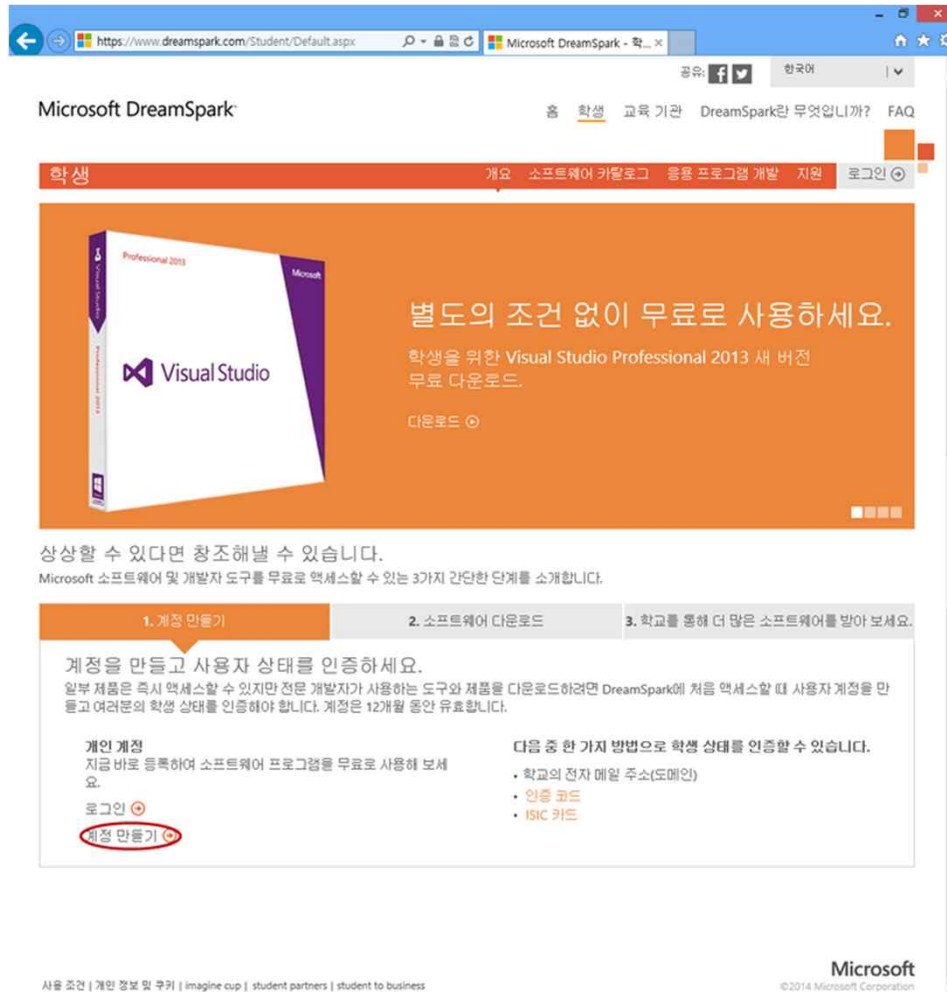 https://www.dreamspark.com/Student/Default.aspx
Microsoft DreamSpark - 학...
공유:
한국어
Microsoft DreamSpark
홈 학생 교육 기관 DreamSpark란 무엇입니까? FAQ
학생
개요 소프트웨어 카탈로그 응용 프로그램 개발 지원 로그인
Visual Studio
Professional 2013
Professional 2013
Microsoft
Visual Studio
별도의 조건 없이 무료로 사용하세요.
학생을 위한 Visual Studio Professional 2013 새 버전
무료 다운로드.
다운로드
상상할 수 있다면 창조해낼 수 있습니다.
Microsoft 소프트웨어 및 개발자 도구를 무료로 액세스할 수 있는 3가지 간단한 단계를 소개합니다.
1. 계정 만들기
2. 소프트웨어 다운로드
3. 학교를 통해 더 많은 소프트웨어를 받아 보세요.
계정을 만들고 사용자 상태를 인증하세요.
일부 제품은 즉시 액세스할 수 있지만 전문 개발자가 사용하는 도구와 제품을 다운로드하려면 DreamSpark에 처음 액세스할 때 사용자 계정을 만
들고 여러분의 학생 상태를 인증해야 합니다. 계정은 12개월 동안 유효합니다.
개인 계정
지금 바로 등록하여 소프트웨어 프로그램을 무료로 사용해 보세
요.
로그인
계정 만들기
다음 중 한 가지 방법으로 학생 상태를 인증할 수 있습니다.
• 학교의 전자 메일 주소(도메인)
• 인증 코드
• ISIC 카드
사용 조건 | 개인 정보 및 쿠키 | imagine cup | student partners | student to business
Microsoft
©2014 Microsoft Corporation